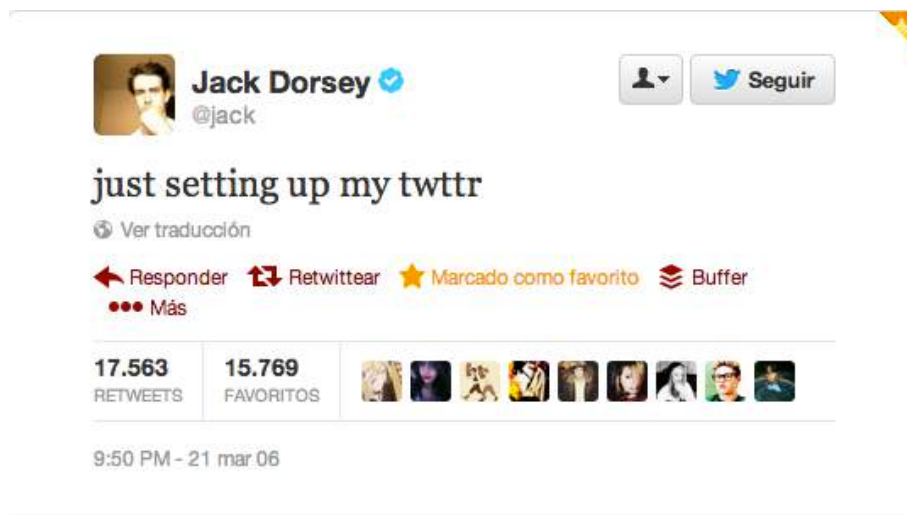 Jack Dorsey
@jack
Seguir
just setting up my twttr
Ver traducción
Responder Retwittear Marcado como favorito Buffer
Más
17.563 15.769
RETWEETS FAVORITOS
9:50 PM - 21 mar 06